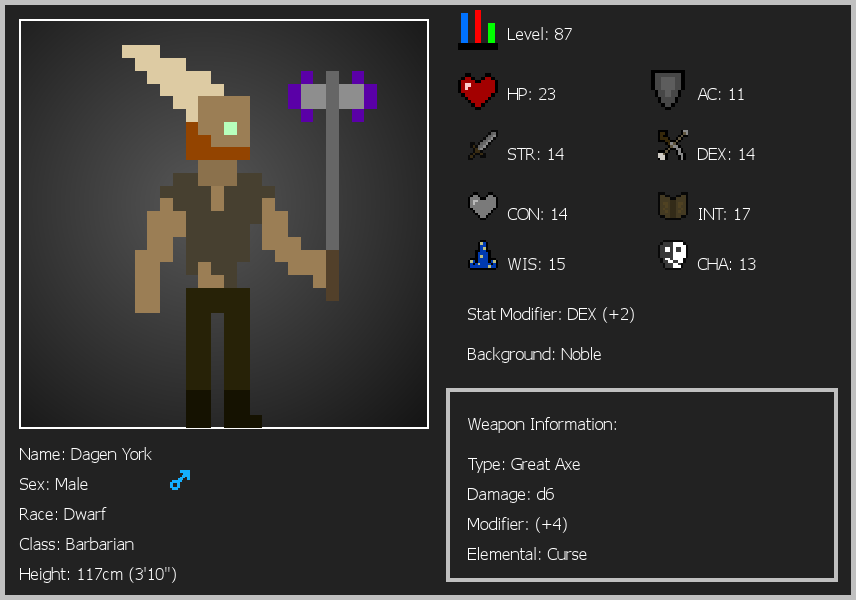 Level: 87
HP: 23
AC: 11
STR: 14
DEX: 14
CON: 14
INT: 17
WIS: 15
CHA: 13
Stat Modifier: DEX (+2)
Background: Noble
Weapon Information:
Type: Great Axe
Damage: d6
Modifier: (+4)
Elemental: Curse
Name: Dagen York
Sex: Male
Race: Dwarf
Class: Barbarian
Height: 117cm (3'10")